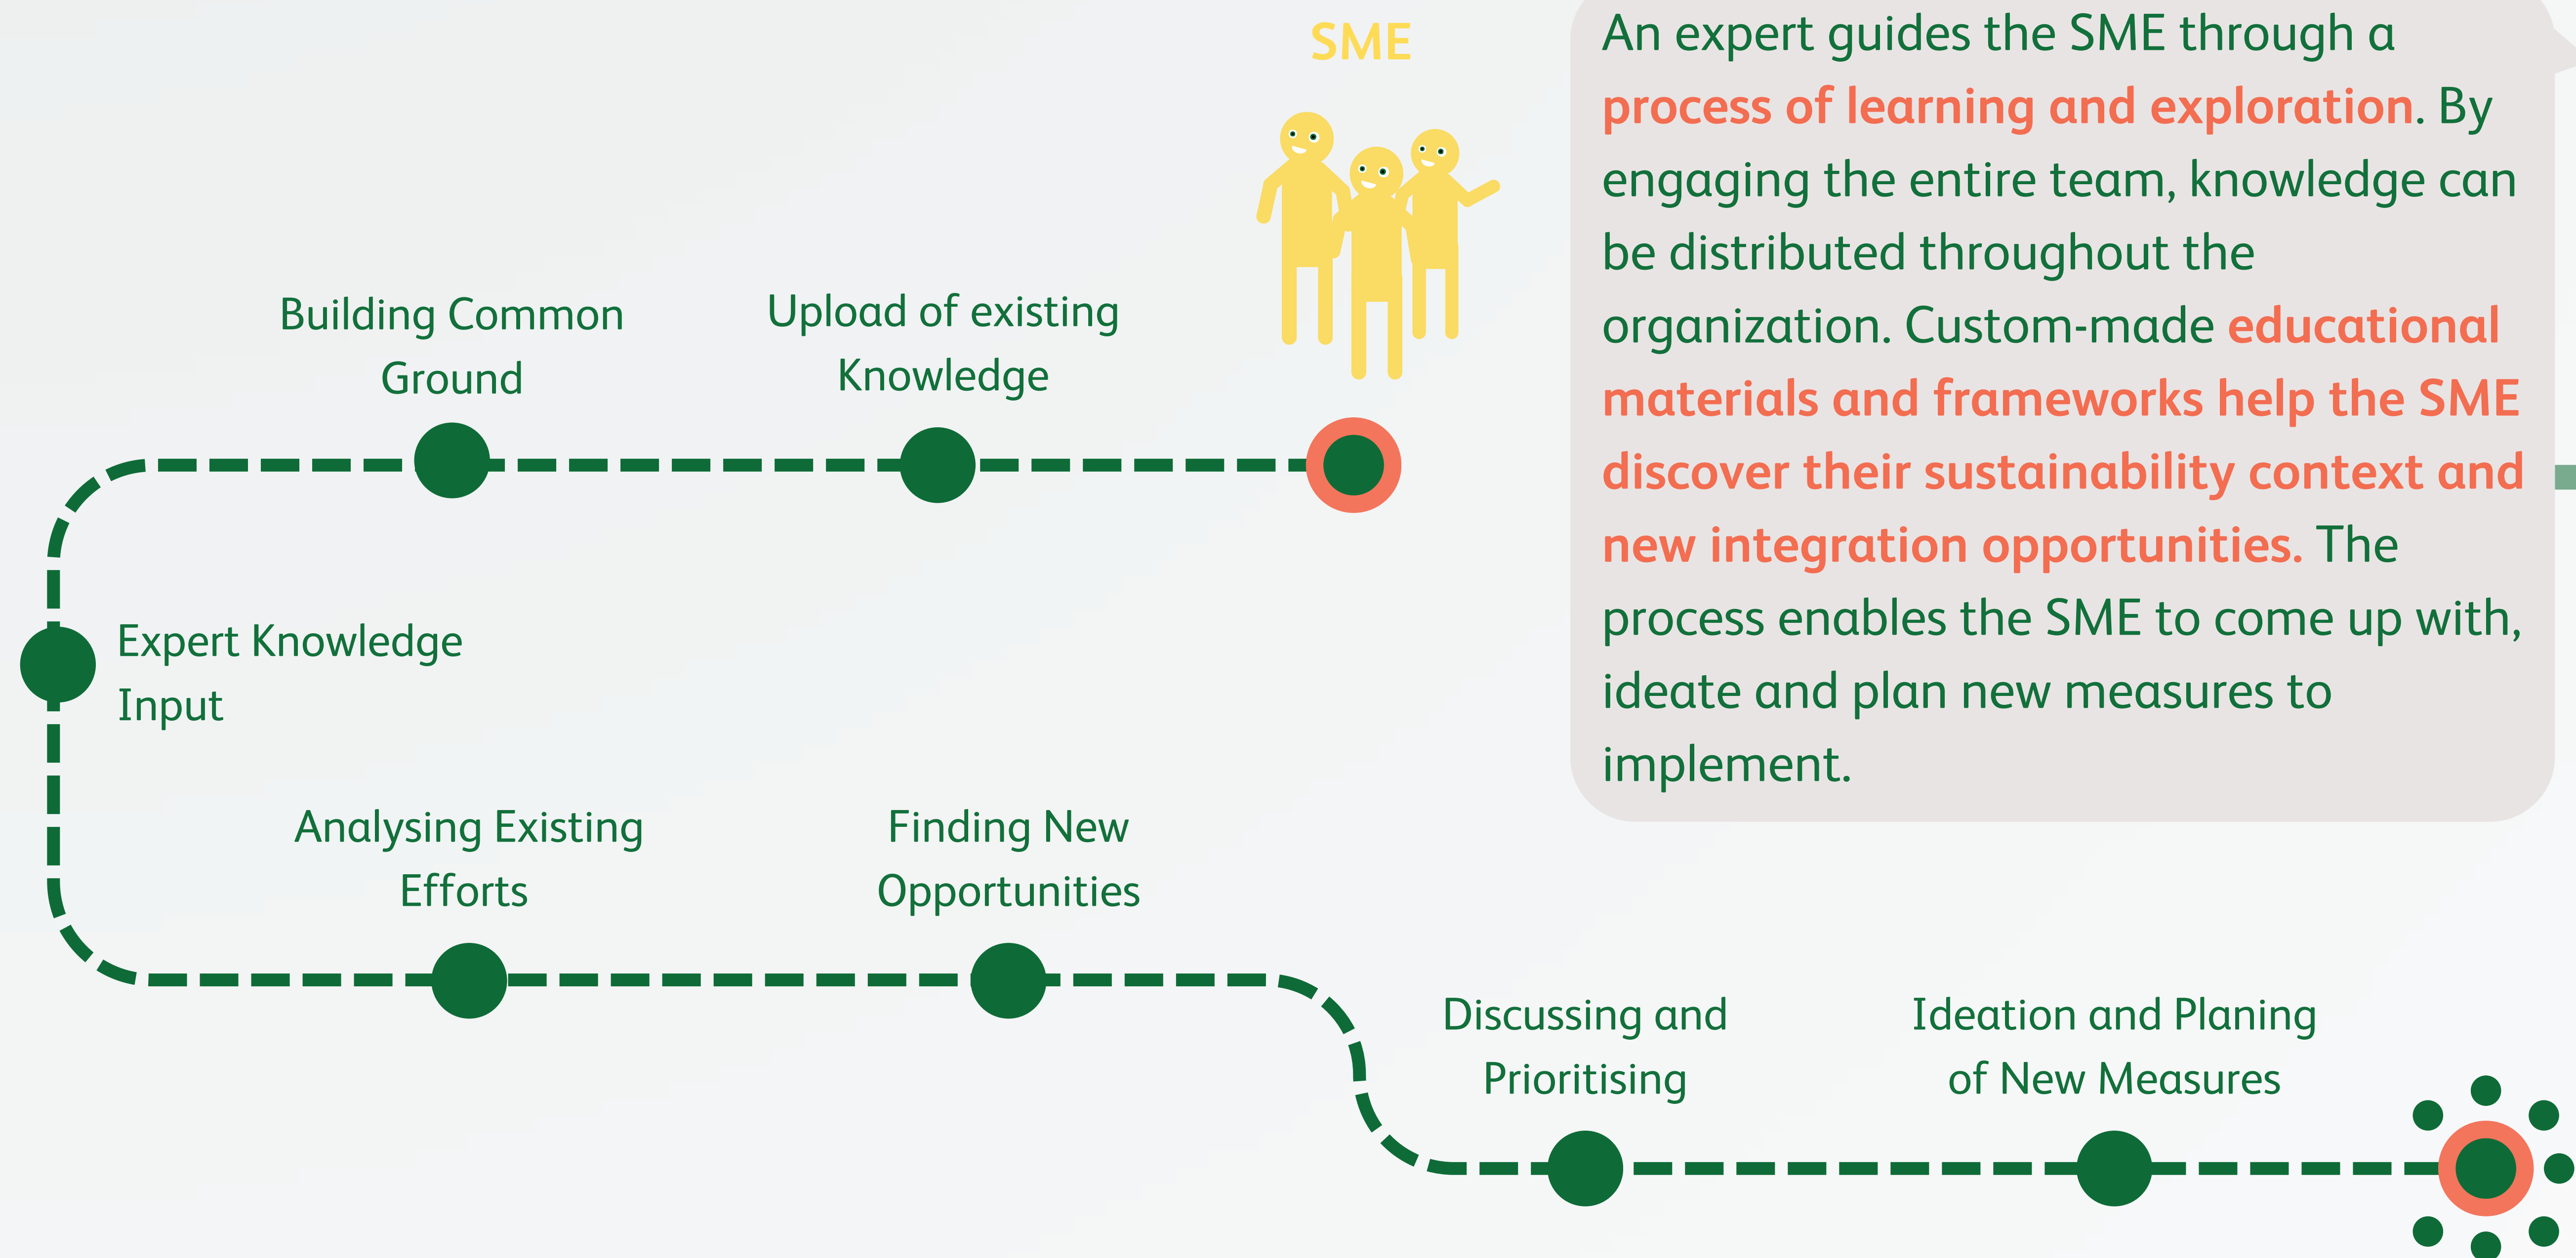 SME
An expert guides the SME through a
process of learning and exploration. By
engaging the entire team, knowledge can
be distributed throughout the
organization. Custom-made educational
materials and frameworks help the SME
discover their sustainability context and
new integration opportunities. The
process enables the SME to come up with,
ideate and plan new measures to
implement.
Upload of existing
Knowledge
Building Common
Ground
Expert Knowledge
Input
Analysing Existing
Efforts
Finding New
Opportunities
Discussing and
Prioritising
Ideation and Planing
of New Measures